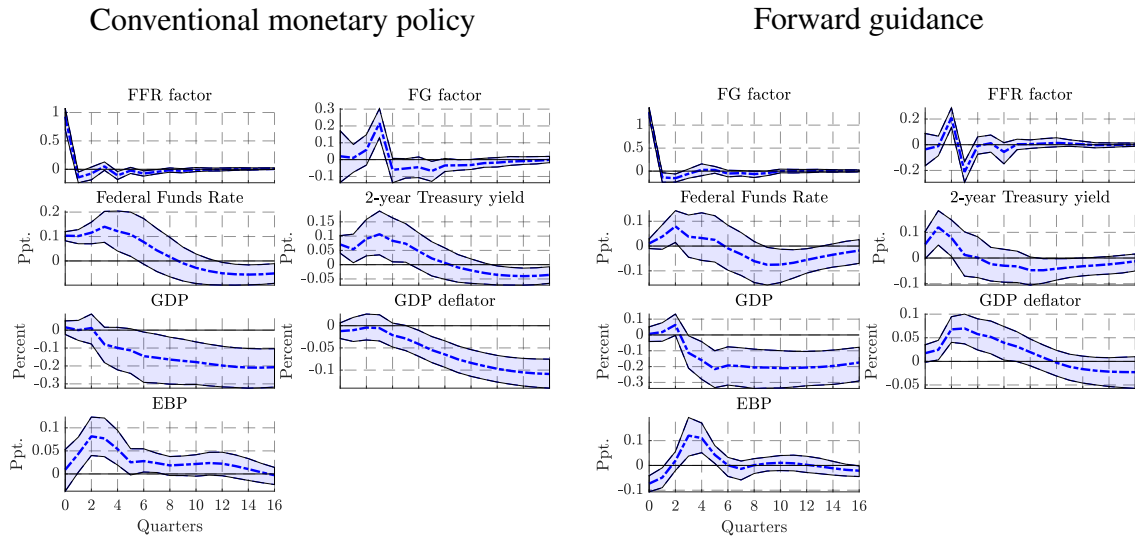 Conventional monetary policy
FFR factor
1
0.5
0
FG factor
0.3
0.2
0.1
0
-0.1
Federal Funds Rate
Ppt.
0.2
0.1
0
2-year Treasury yield
Ppt.
0.15
0.1
0.05
0
-0.05
GDP
Percent
0
-0.1
-0.2
-0.3
GDP deflator
Percent
0
-0.05
-0.1
EBP
Ppt.
0.1
0.05
0
0 2 4 6 8 10 12 14 16
Quarters
Forward guidance
FG factor
1
0.5
0
FFR factor
0.2
0
-0.2
Federal Funds Rate
Ppt.
0.1
0
-0.1
2-year Treasury yield
Ppt.
0.1
0.05
0
-0.05
-0.1
GDP
Percent
0.1
0
-0.1
-0.2
-0.3
GDP deflator
Percent
0.1
0.05
0
-0.05
EBP
Ppt.
0.1
0
-0.1
0 2 4 6 8 10 12 14 16
Quarters